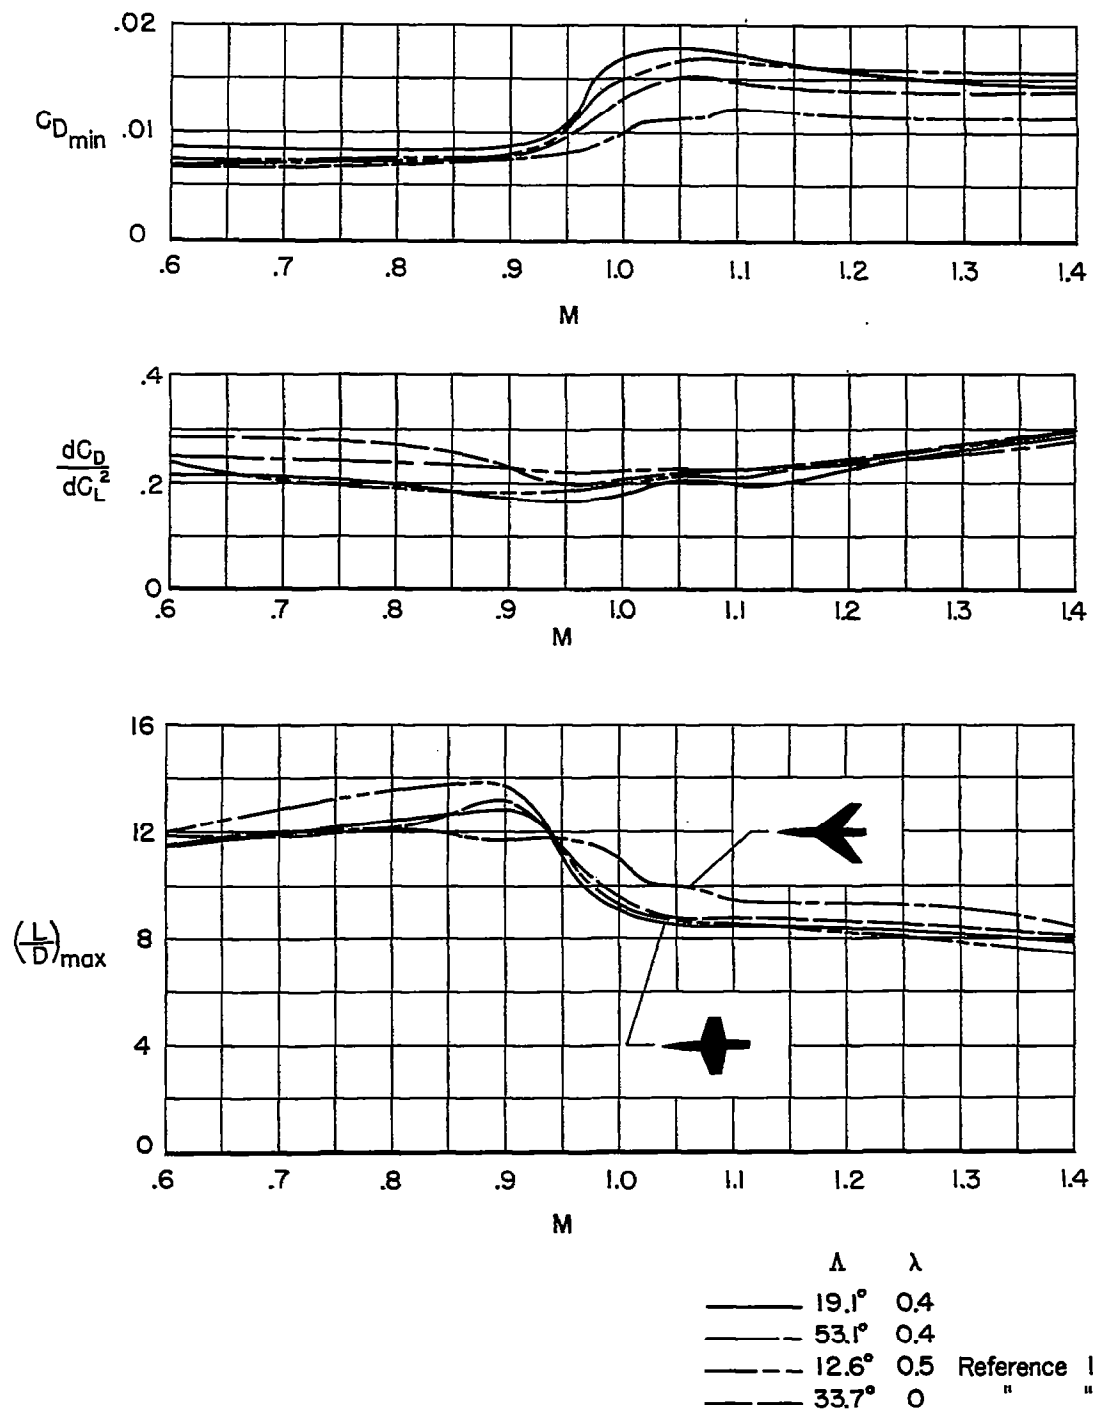 .02
.01
0
C_Dmin
.6 .7 .8 .9 1.0 1.1 1.2 1.3 1.4
M
.4
.2
0
dC_D
dC_L²
.6 .7 .8 .9 1.0 1.1 1.2 1.3 1.4
M
16
12
8
4
0
(L/D)max
.6 .7 .8 .9 1.0 1.1 1.2 1.3 1.4
M
Λ λ
19.1° 0.4
53.1° 0.4
12.6° 0.5 Reference 1
33.7° 0 " "